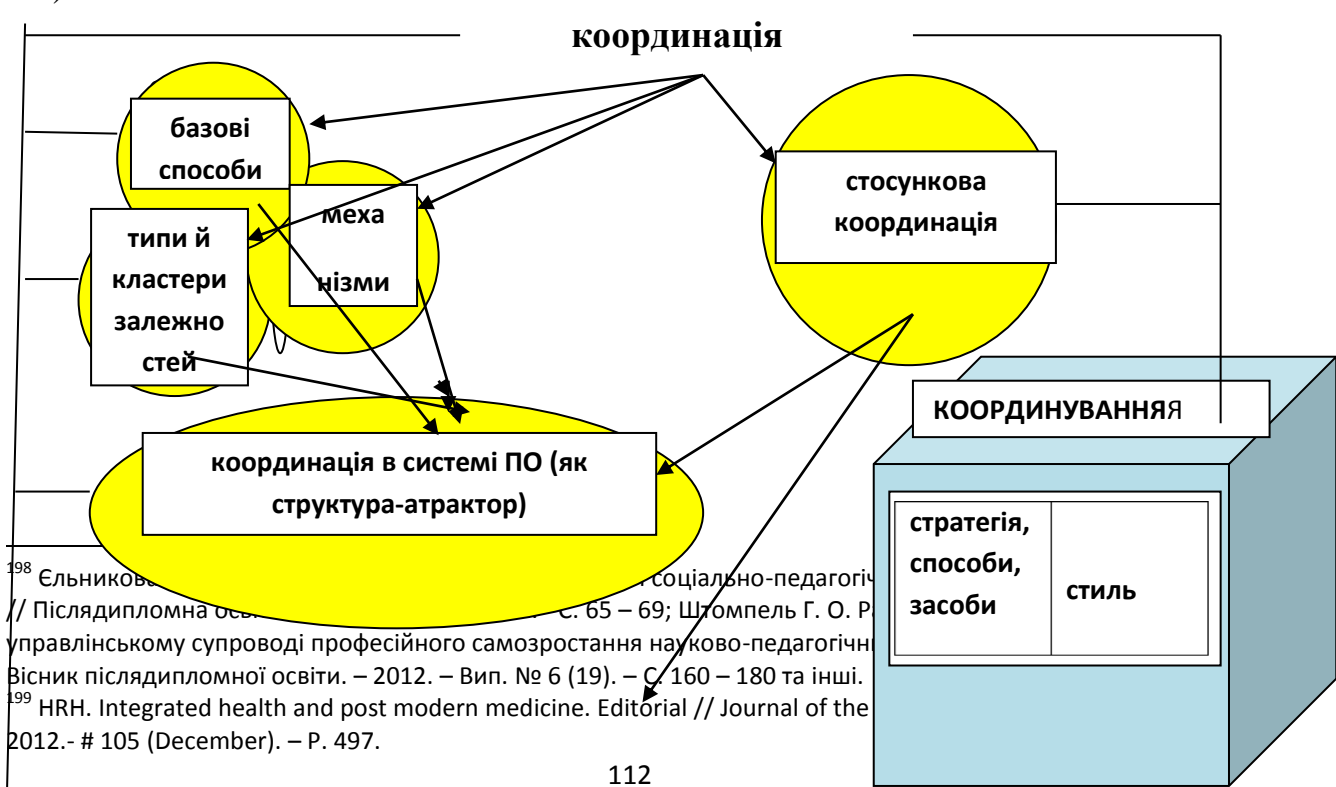 координація
базові
способи
меха
нізми
типи й
кластери
залежно
стей
стосункова
координація
координація в системі ПО (як
структура-атрактор)
КООРДИНУВАННЯЯ
стратегія,
способи,
засоби
стиль
198 Єльникова соціально-педагогіч
// Післядипломна осві С. 65 – 69; Штомпель Г. О.
управлінському супроводі професійного самозростання науково-педагогічн
Вісник післядипломної освіти. – 2012. – Вип. № 6 (19). – С. 160 – 180 та інші.
199 HRH. Integrated health and post modern medicine. Editorial // Journal of the
2012.- # 105 (December). – P. 497.
112